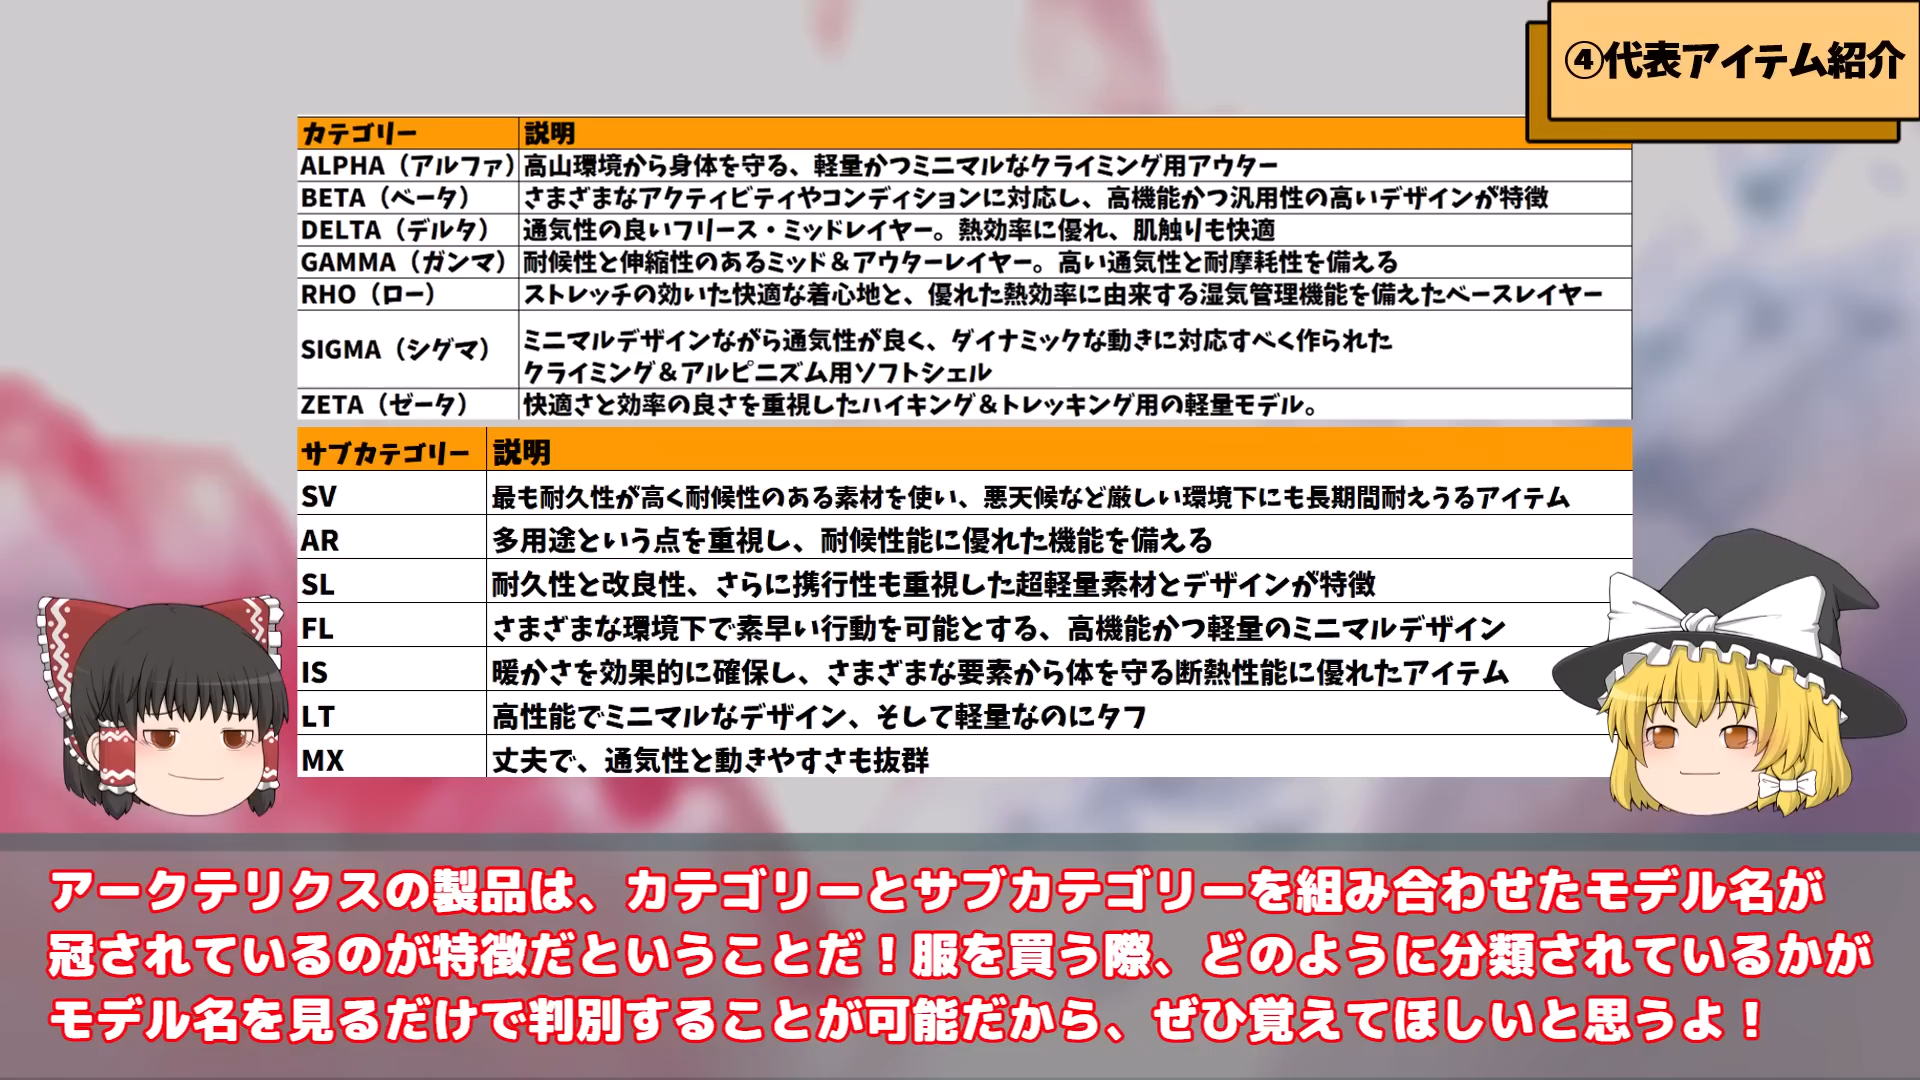 ④代表アイテム紹介
カテゴリー 説明
ALPHA（アルファ） 高山環境から身体を守る、軽量かつミニマルなクライミング用アウター
BETA（ベータ） さまざまなアクティビティやコンディションに対応し、高機能かつ汎用性の高いデザインが特徴
DELTA（デルタ） 通気性の良いフリース・ミッドレイヤー。熱効率に優れ、肌触りも快適
GAMMA（ガンマ） 耐候性と伸縮性のあるミッド＆アウターレイヤー。高い通気性と耐摩耗性を備える
RHO（ロー） ストレッチの効いた快適な着心地と、優れた熱効率に由来する湿気管理機能を備えたベースレイヤー
SIGMA（シグマ） ミニマルデザインながら通気性が良く、ダイナミックな動きに対応すべく作られた
クライミング＆アルピニズム用ソフトシェル
ZETA（ゼータ） 快適さと効率の良さを重視したハイキング＆トレッキング用の軽量モデル。
サブカテゴリー 説明
SV 最も耐久性が高く耐候性のある素材を使い、悪天候など厳しい環境下にも長期間耐えうるアイテム
AR 多用途という点を重視し、耐候性能に優れた機能を備える
SL 耐久性と改良性、さらに携行性も重視した超軽量素材とデザインが特徴
FL さまざまな環境下で素早い行動を可能とする、高機能かつ軽量のミニマルデザイン
IS 暖かさを効果的に確保し、さまざまな要素から体を守る断熱性能に優れたアイテム
LT 高性能でミニマルなデザイン、そして軽量なのにタフ
MX 丈夫で、通気性と動きやすさも抜群
アークテリクスの製品は、カテゴリーとサブカテゴリーを組み合わせたモデル名が
冠されているのが特徴だということだ！服を買う際、どのように分類されているかが
モデル名を見るだけで判別することが可能だから、ぜひ覚えてほしいと思うよ！